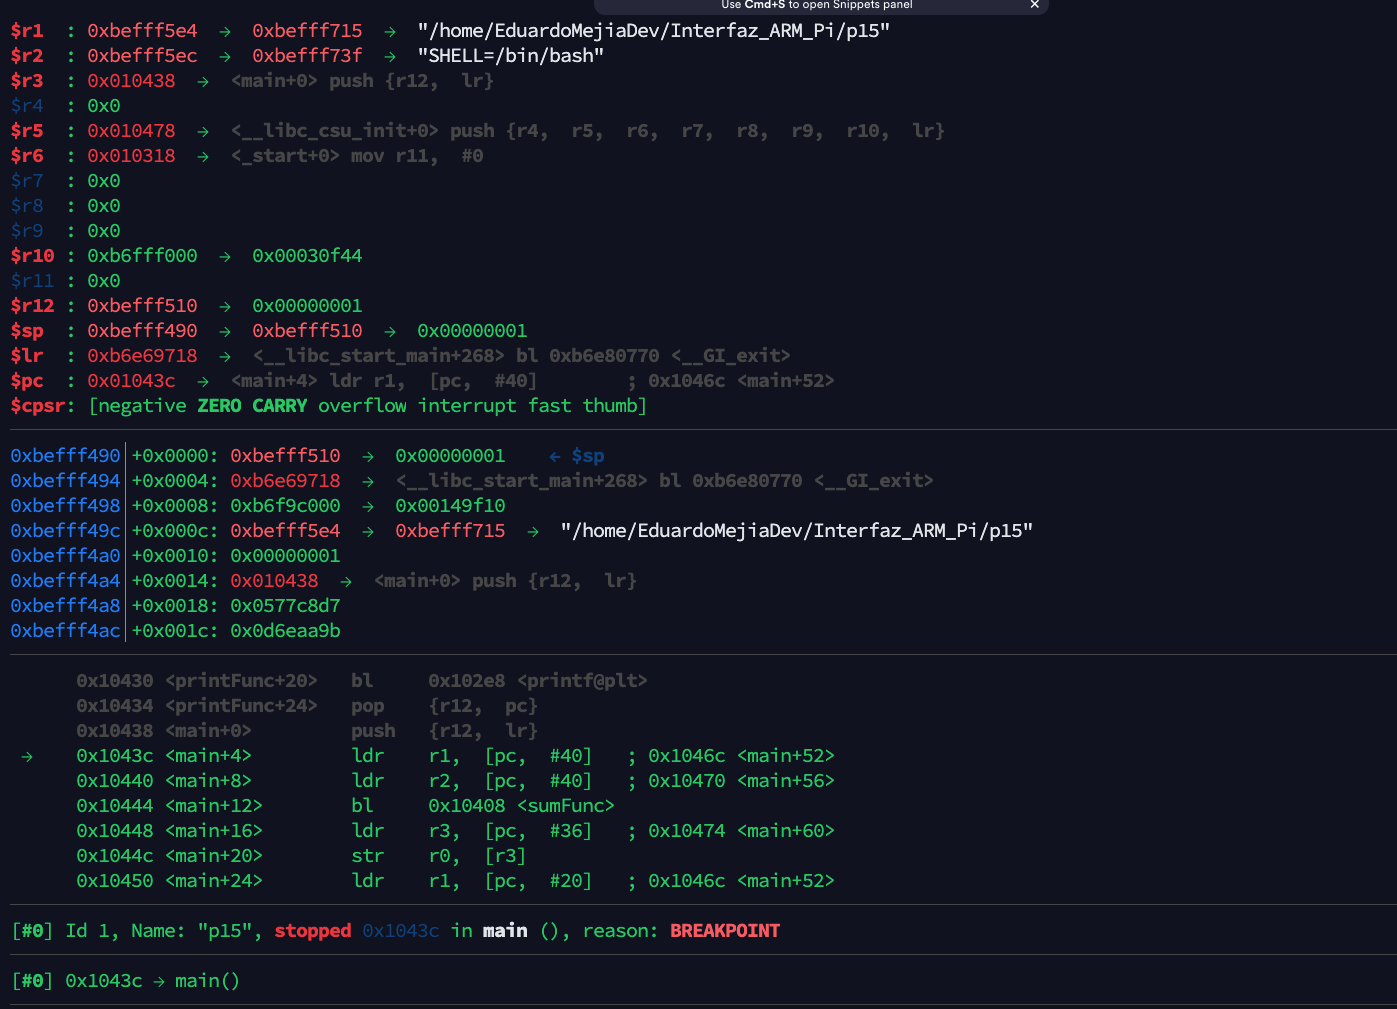 Use Cmd+S to open Snippets panel ✕
$r1  : 0xbefff5e4  →  0xbefff715  →  "/home/EduardoMejiaDev/Interfaz_ARM_Pi/p15"
$r2  : 0xbefff5ec  →  0xbefff73f  →  "SHELL=/bin/bash"
$r3  : 0x010438  →  <main+0> push {r12,  lr}
$r4  : 0x0
$r5  : 0x010478  →  <__libc_csu_init+0> push {r4,  r5,  r6,  r7,  r8,  r9,  r10,  lr}
$r6  : 0x010318  →  <_start+0> mov r11,  #0
$r7  : 0x0
$r8  : 0x0
$r9  : 0x0
$r10 : 0xb6fff000  →  0x00030f44
$r11 : 0x0
$r12 : 0xbefff510  →  0x00000001
$sp  : 0xbefff490  →  0xbefff510  →  0x00000001
$lr  : 0xb6e69718  →  <__libc_start_main+268> bl 0xb6e80770 <__GI_exit>
$pc  : 0x01043c  →  <main+4> ldr r1,  [pc,  #40]        ; 0x1046c <main+52>
$cpsr: [negative ZERO CARRY overflow interrupt fast thumb]
0xbefff490│+0x0000: 0xbefff510  →  0x00000001    ← $sp
0xbefff494│+0x0004: 0xb6e69718  →  <__libc_start_main+268> bl 0xb6e80770 <__GI_exit>
0xbefff498│+0x0008: 0xb6f9c000  →  0x00149f10
0xbefff49c│+0x000c: 0xbefff5e4  →  0xbefff715  →  "/home/EduardoMejiaDev/Interfaz_ARM_Pi/p15"
0xbefff4a0│+0x0010: 0x00000001
0xbefff4a4│+0x0014: 0x010438  →  <main+0> push {r12,  lr}
0xbefff4a8│+0x0018: 0x0577c8d7
0xbefff4ac│+0x001c: 0x0d6eaa9b
0x10430 <printFunc+20>   bl     0x102e8 <printf@plt>
0x10434 <printFunc+24>   pop    {r12,  pc}
0x10438 <main+0>         push   {r12,  lr}
→    0x1043c <main+4>         ldr    r1,  [pc,  #40]   ; 0x1046c <main+52>
0x10440 <main+8>         ldr    r2,  [pc,  #40]   ; 0x10470 <main+56>
0x10444 <main+12>        bl     0x10408 <sumFunc>
0x10448 <main+16>        ldr    r3,  [pc,  #36]   ; 0x10474 <main+60>
0x1044c <main+20>        str    r0,  [r3]
0x10450 <main+24>        ldr    r1,  [pc,  #20]   ; 0x1046c <main+52>
[#0] Id 1, Name: "p15", stopped 0x1043c in main (), reason: BREAKPOINT
[#0] 0x1043c → main()